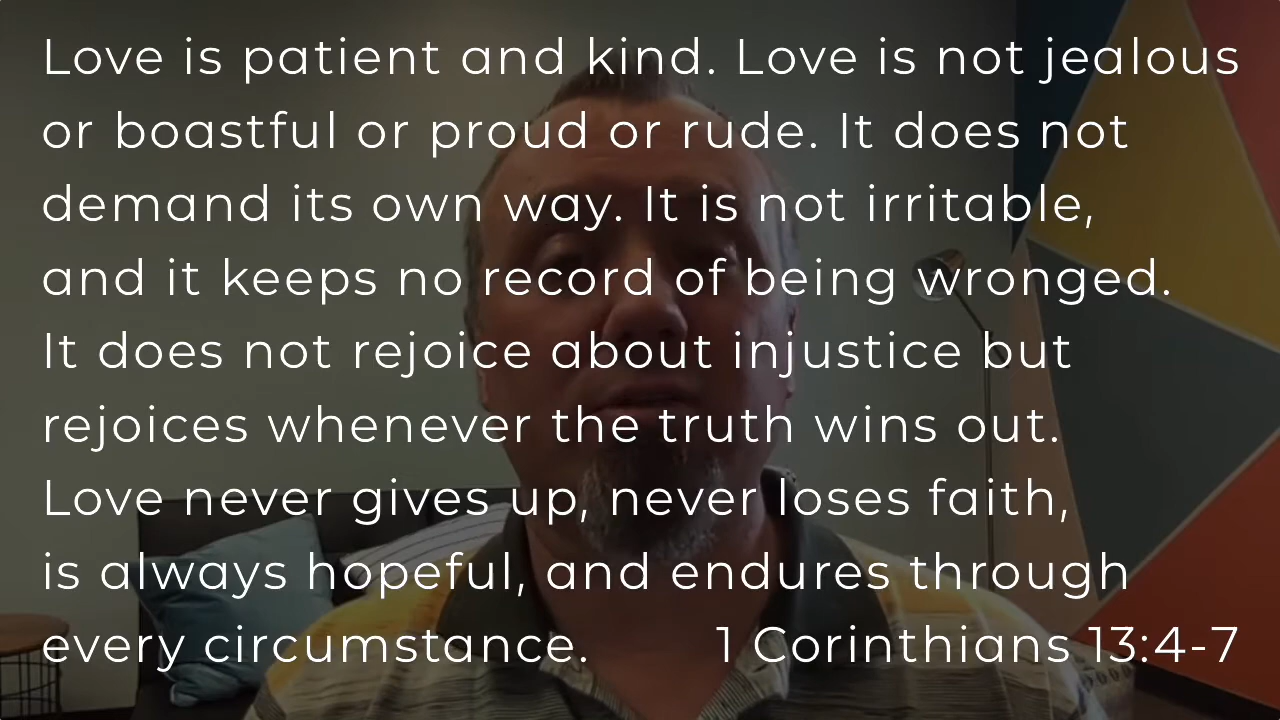 Love is patient and kind. Love is not jealous
or boastful or proud or rude. It does not
demand its own way. It is not irritable,
and it keeps no record of being wronged.
It does not rejoice about injustice but
rejoices whenever the truth wins out.
Love never gives up, never loses faith,
is always hopeful, and endures through
every circumstance. 1 Corinthians 13:4-7